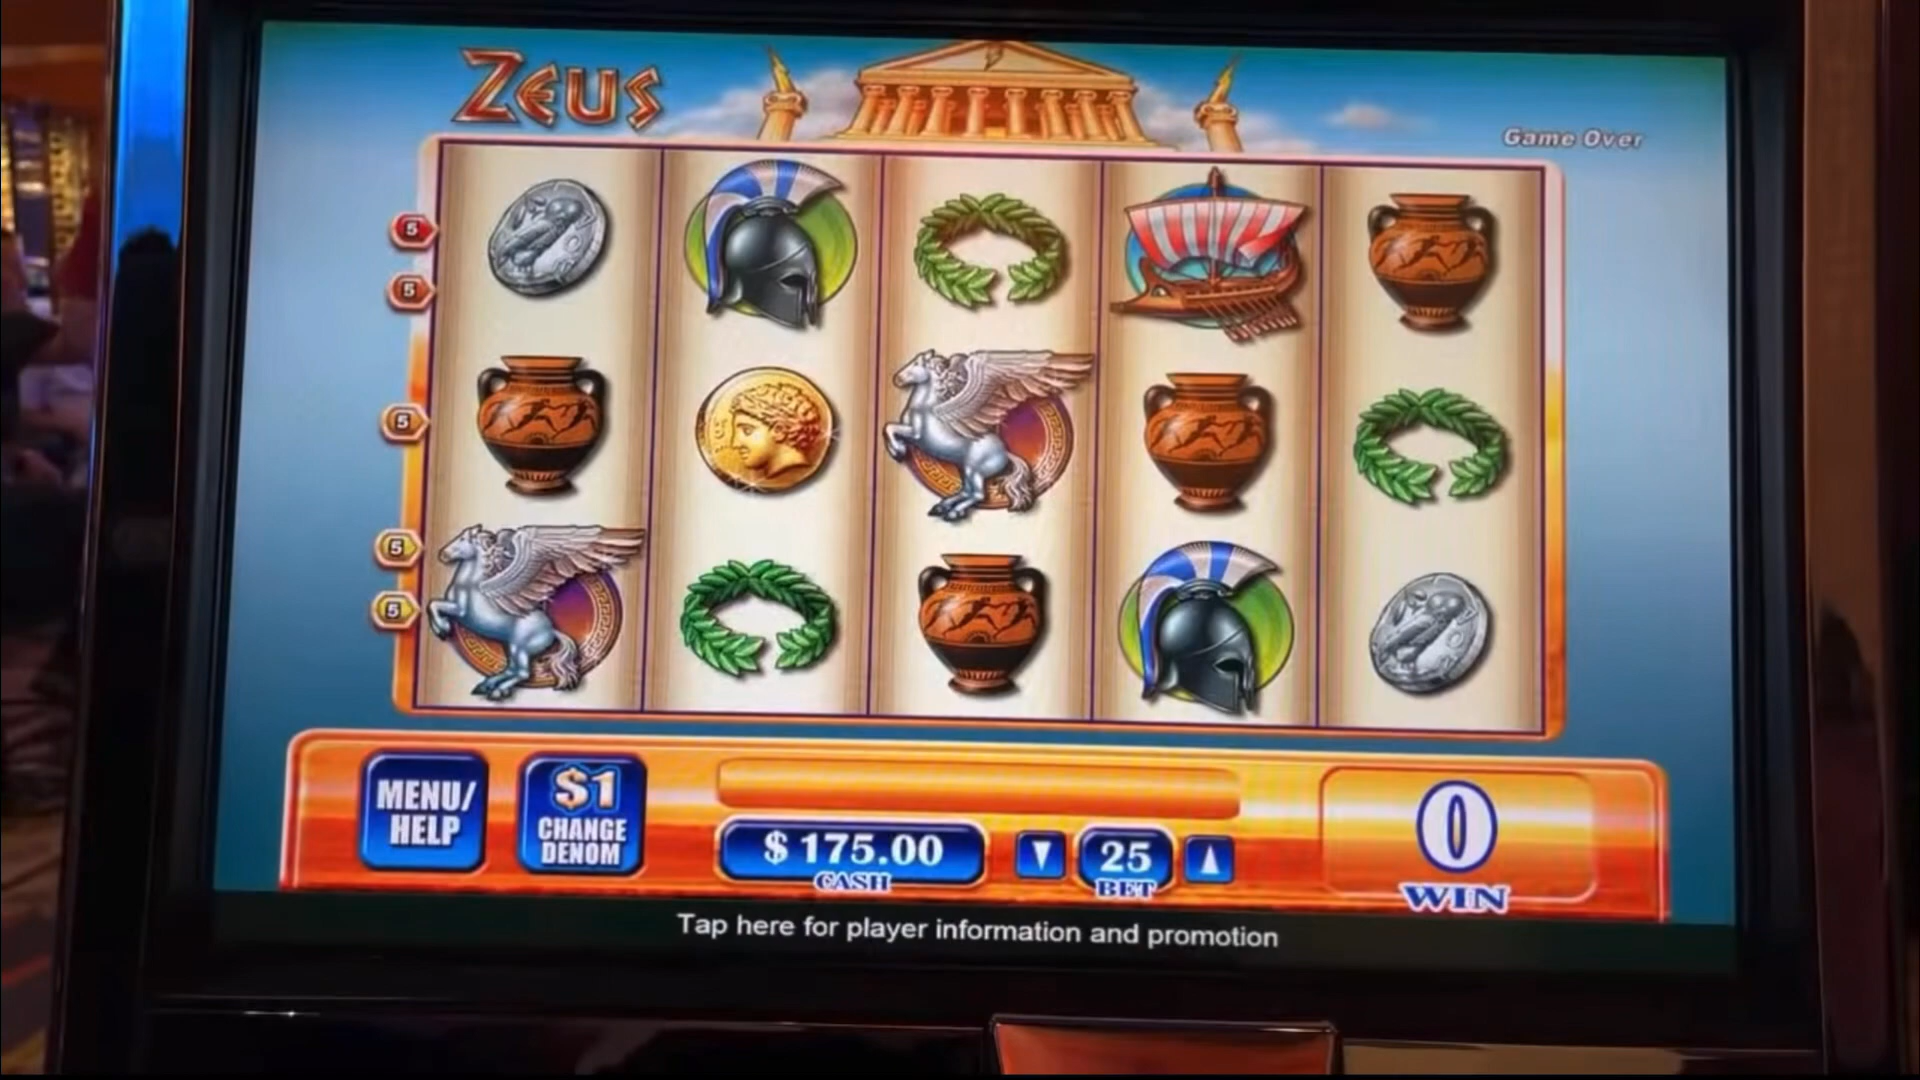 ZEUS
Game Over
5
5
5
5
5
MENU/
HELP
$1
CHANGE
DENOM
$ 175.00
CASH
25
BET
0
WIN
Tap here for player information and promotion